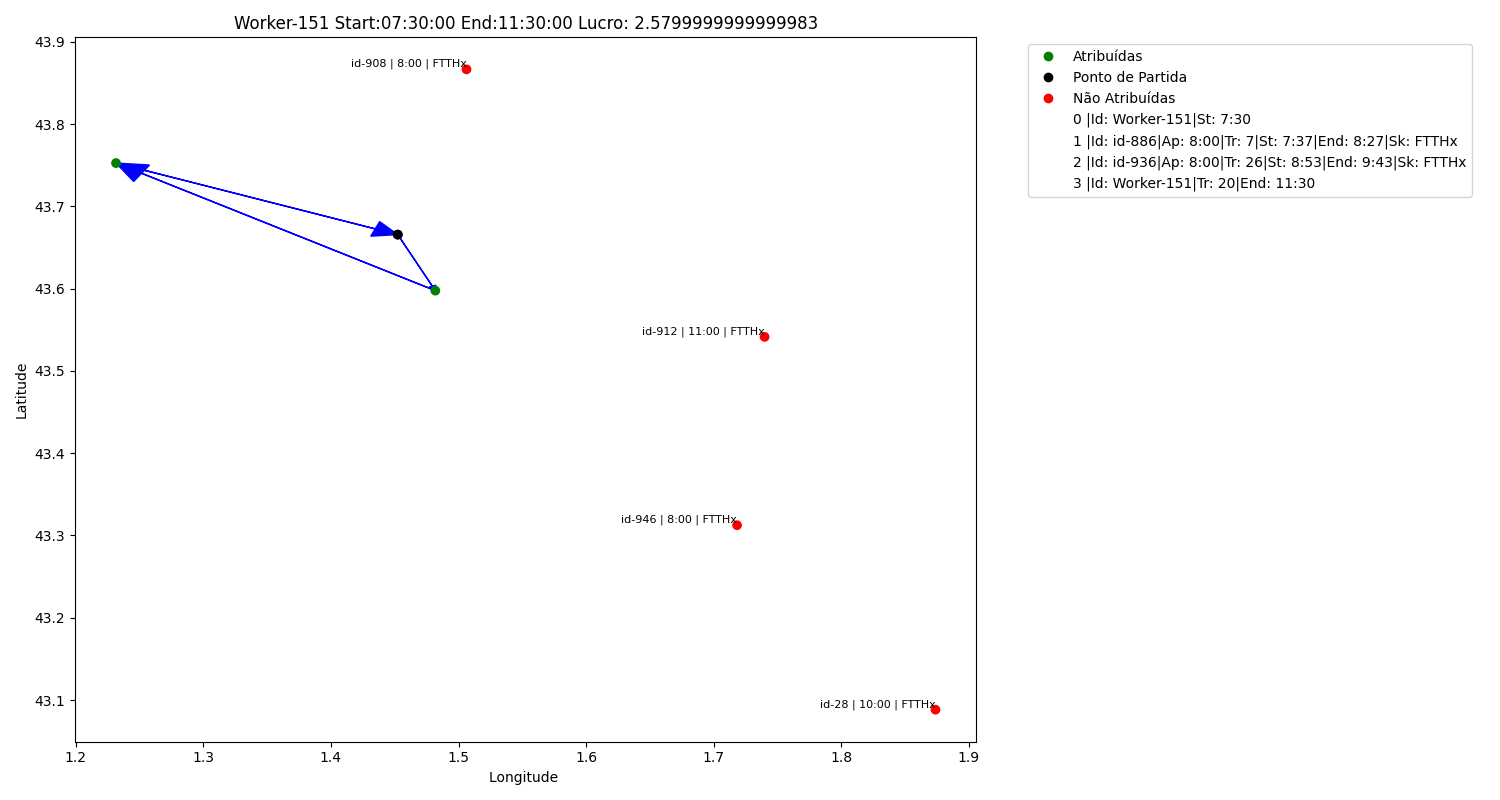 Worker-151 Start:07:30:00 End:11:30:00 Lucro: 2.5799999999999983
43.9
43.8
43.7
43.6
43.5
43.4
43.3
43.2
43.1
Latitude
id-908 | 8:00 | FTTHx
id-912 | 11:00 | FTTHx
id-946 | 8:00 | FTTHx
id-28 | 10:00 | FTTHx
1.2 1.3 1.4 1.5 1.6 1.7 1.8 1.9
Longitude
Atribuídas
Ponto de Partida
Não Atribuídas
0 |Id: Worker-151|St: 7:30
1 |Id: id-886|Ap: 8:00|Tr: 7|St: 7:37|End: 8:27|Sk: FTTHx
2 |Id: id-936|Ap: 8:00|Tr: 26|St: 8:53|End: 9:43|Sk: FTTHx
3 |Id: Worker-151|Tr: 20|End: 11:30